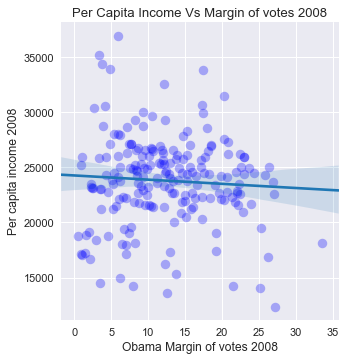 Per Capita Income Vs Margin of votes 2008
Per capita income 2008
35000
30000
25000
20000
15000
0 5 10 15 20 25 30 35
Obama Margin of votes 2008